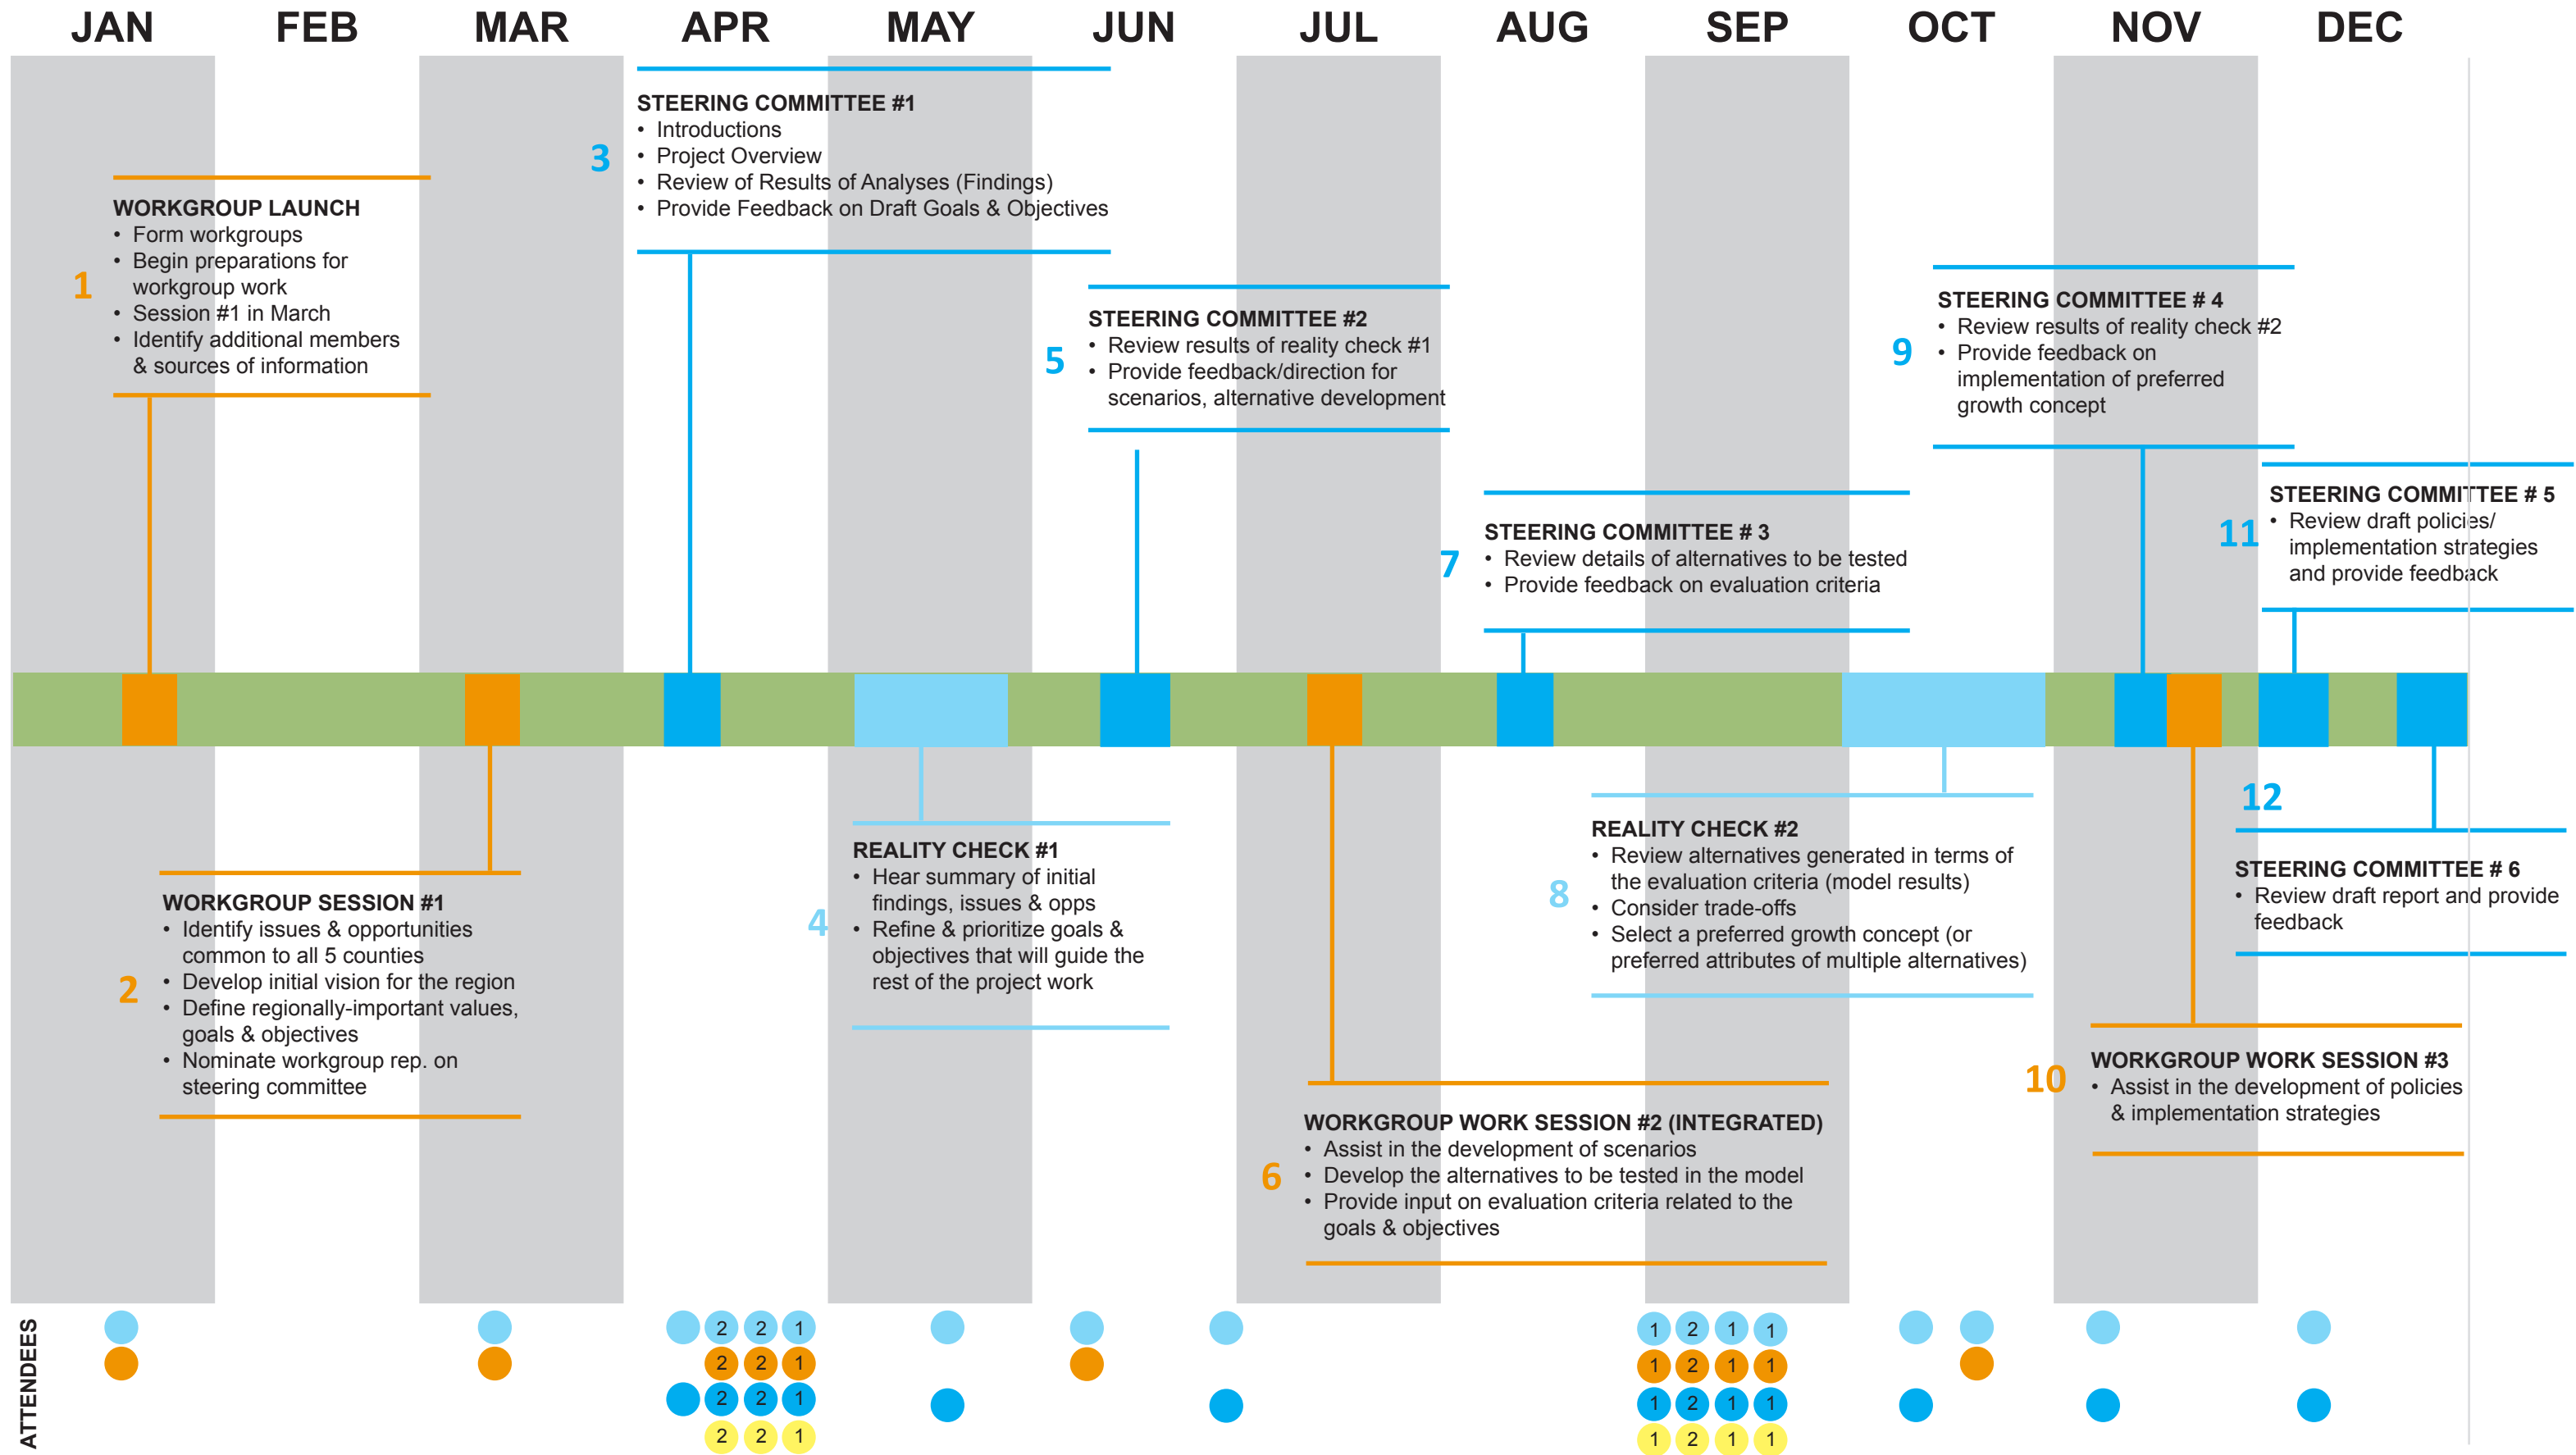 JAN FEB MAR APR MAY JUN JUL AUG SEP OCT NOV DEC
1
WORKGROUP LAUNCH
• Form workgroups
• Begin preparations for
workgroup work
• Session #1 in March
• Identify additional members
& sources of information
3
STEERING COMMITTEE #1
• Introductions
• Project Overview
• Review of Results of Analyses (Findings)
• Provide Feedback on Draft Goals & Objectives
5
STEERING COMMITTEE #2
• Review results of reality check #1
• Provide feedback/direction for
scenarios, alternative development
7
STEERING COMMITTEE # 3
• Review details of alternatives to be tested
• Provide feedback on evaluation criteria
9
STEERING COMMITTEE # 4
• Review results of reality check #2
• Provide feedback on
implementation of preferred
growth concept
11
STEERING COMMITTEE # 5
• Review draft policies/
implementation strategies
and provide feedback
2
WORKGROUP SESSION #1
• Identify issues & opportunities
common to all 5 counties
• Develop initial vision for the region
• Define regionally-important values,
goals & objectives
• Nominate workgroup rep. on
steering committee
4
REALITY CHECK #1
• Hear summary of initial
findings, issues & opps
• Refine & prioritize goals &
objectives that will guide the
rest of the project work
6
WORKGROUP WORK SESSION #2 (INTEGRATED)
• Assist in the development of scenarios
• Develop the alternatives to be tested in the model
• Provide input on evaluation criteria related to the
goals & objectives
8
REALITY CHECK #2
• Review alternatives generated in terms of
the evaluation criteria (model results)
• Consider trade-offs
• Select a preferred growth concept (or
preferred attributes of multiple alternatives)
10
WORKGROUP WORK SESSION #3
• Assist in the development of policies
& implementation strategies
12
STEERING COMMITTEE # 6
• Review draft report and provide
feedback
ATTENDEES
2 2 1
2 2 1
2 2 1
2 2 1
1 2 1 1
1 2 1 1
1 2 1 1
1 2 1 1